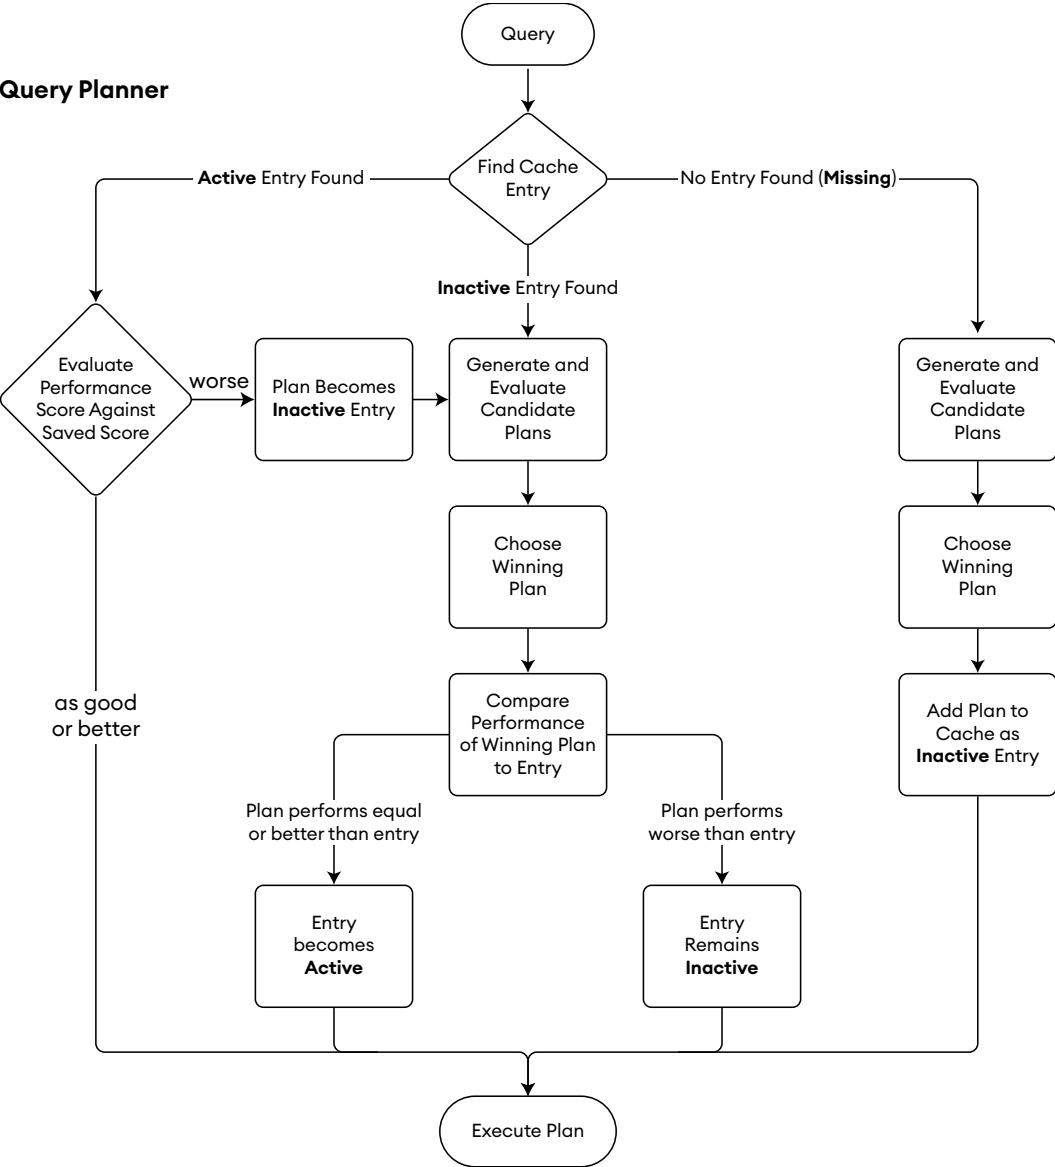 Query
Query Planner
Find Cache
Entry
Active Entry Found
No Entry Found (Missing)
Inactive Entry Found
Evaluate
Performance
Score Against
Saved Score
worse
Plan Becomes
Inactive Entry
Generate and
Evaluate
Candidate
Plans
Generate and
Evaluate
Candidate
Plans
Choose
Winning
Plan
Choose
Winning
Plan
as good
or better
Compare
Performance
of Winning Plan
to Entry
Add Plan to
Cache as
Inactive Entry
Plan performs equal
or better than entry
Plan performs
worse than entry
Entry
becomes
Active
Entry
Remains
Inactive
Execute Plan